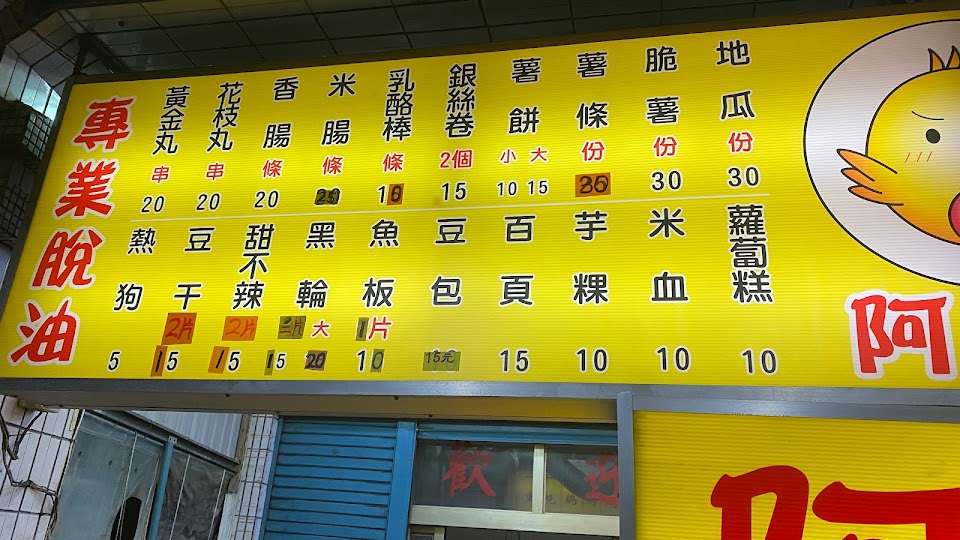 專業脫油
黃金丸 串 20
花枝丸 串 20
香腸 條 20
米腸 條 25
乳酪棒 條 16
銀絲卷 2個 15
薯餅 小 大 10 15
薯條 份 30
脆薯 份 30
地瓜 份 30
熱狗 5
豆干 2片 15
甜不辣 2片 15
黑輪 二片 大 15 20
魚板 1片 10
豆包 15元
百頁 15
芋粿 10
米血 10
蘿蔔糕 10
阿
歡迎
阿